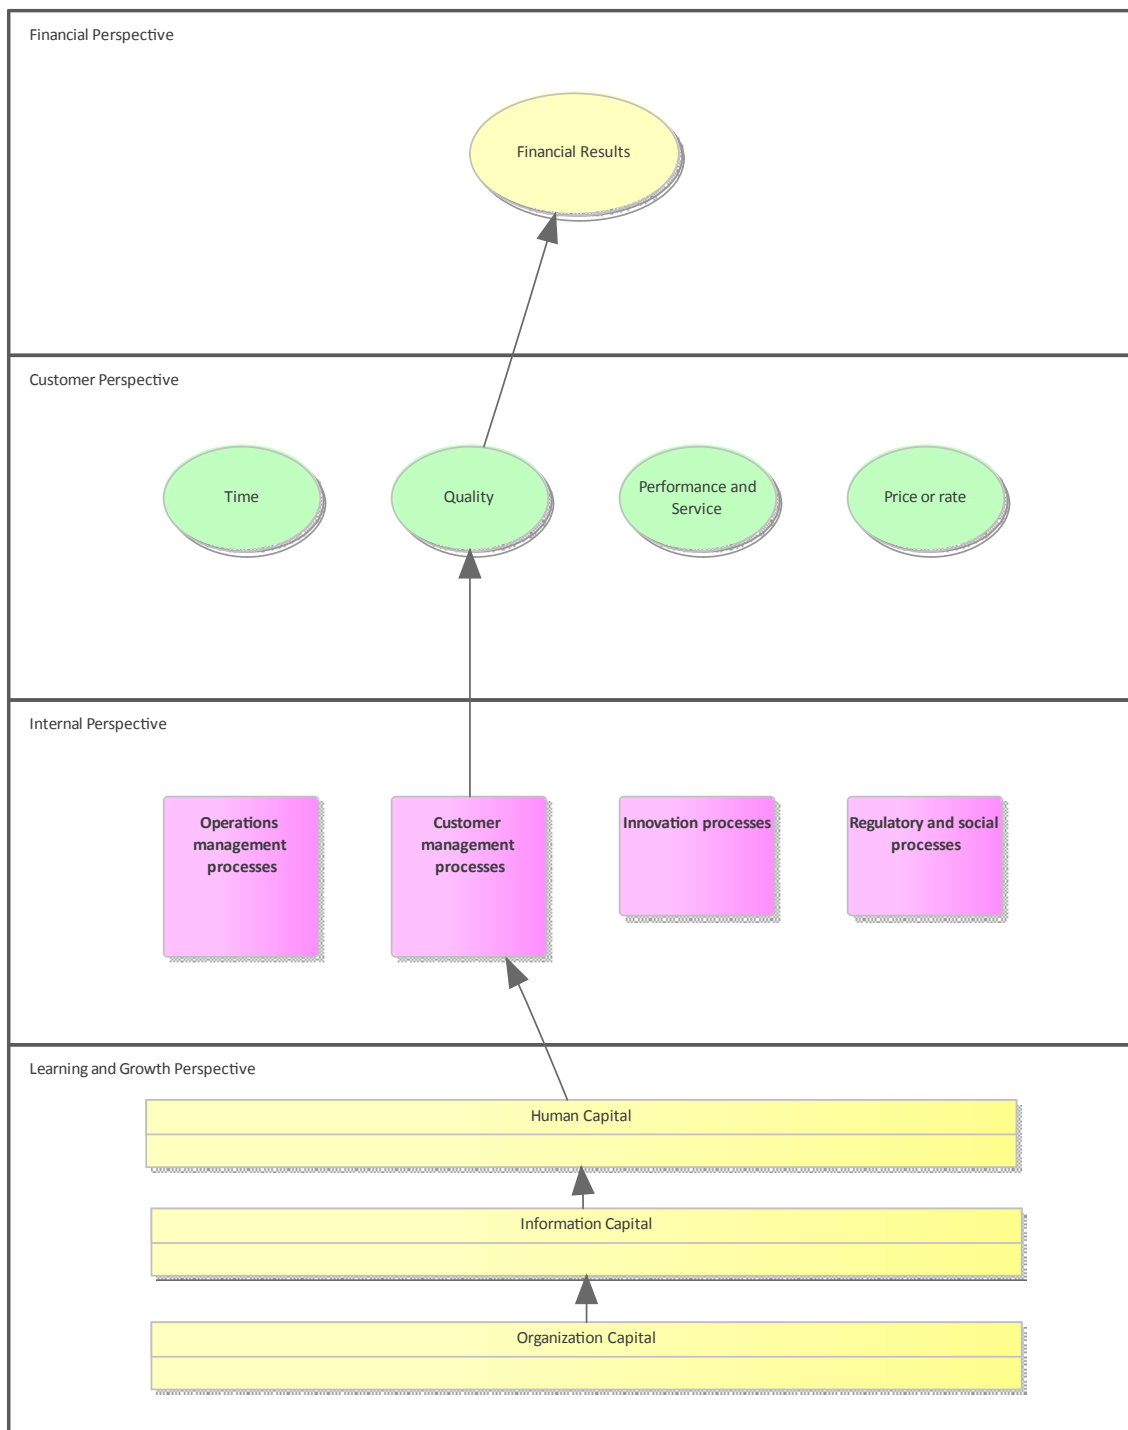 Financial Perspective
Financial Results
Customer Perspective
Time
Quality
Performance and
Service
Price or rate
Internal Perspective
Operations
management
processes
Customer
management
processes
Innovation processes
Regulatory and social
processes
Learning and Growth Perspective
Human Capital
Information Capital
Organization Capital